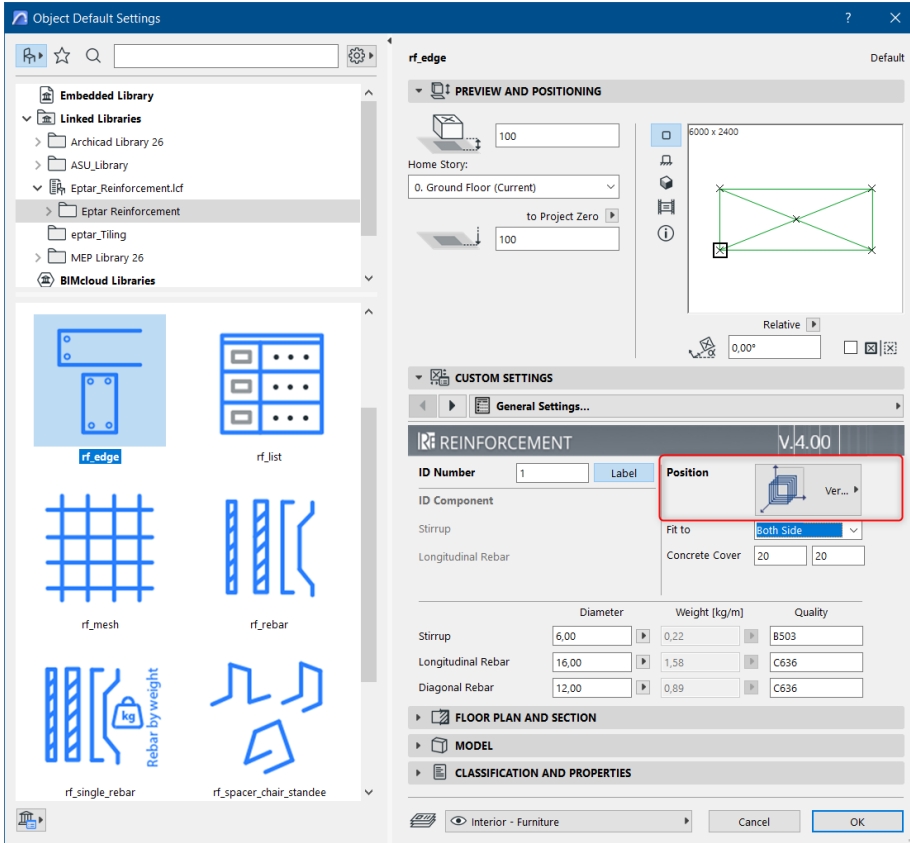 Object Default Settings
?
Embedded Library
Linked Libraries
Archicad Library 26
ASU_Library
Eptar_Reinforcement.lcf
Eptar Reinforcement
eptar_Tiling
MEP Library 26
BIMcloud Libraries
rf_edge
rf_list
rf_mesh
rf_rebar
kg
Rebar by weight
rf_single_rebar
rf_spacer_chair_standee
rf_edge
Default
PREVIEW AND POSITIONING
100
Home Story:
0. Ground Floor (Current)
to Project Zero
100
6000 x 2400
Relative
α
0,00°
CUSTOM SETTINGS
General Settings...
REINFORCEMENT
V.4.00
ID Number
1
Label
Position
Ver...
ID Component
Stirrup
Fit to
Both Side
Longitudinal Rebar
Concrete Cover
20
20
Diameter
Weight [kg/m]
Quality
Stirrup
6,00
0,22
B503
Longitudinal Rebar
16,00
1,58
C636
Diagonal Rebar
12,00
0,89
C636
FLOOR PLAN AND SECTION
MODEL
CLASSIFICATION AND PROPERTIES
Interior - Furniture
Cancel
OK